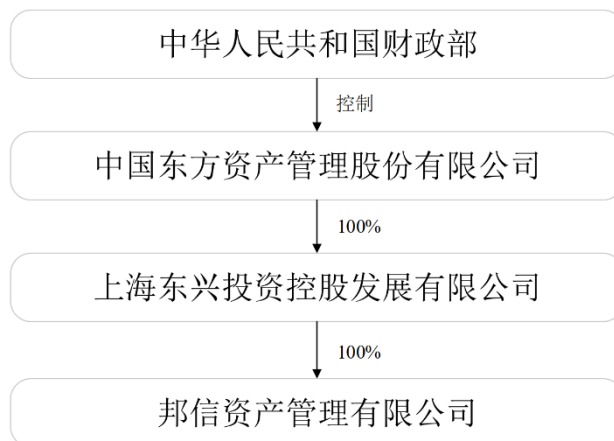 中华人民共和国财政部
控制
中国东方资产管理股份有限公司
100%
上海东兴投资控股发展有限公司
100%
邦信资产管理有限公司